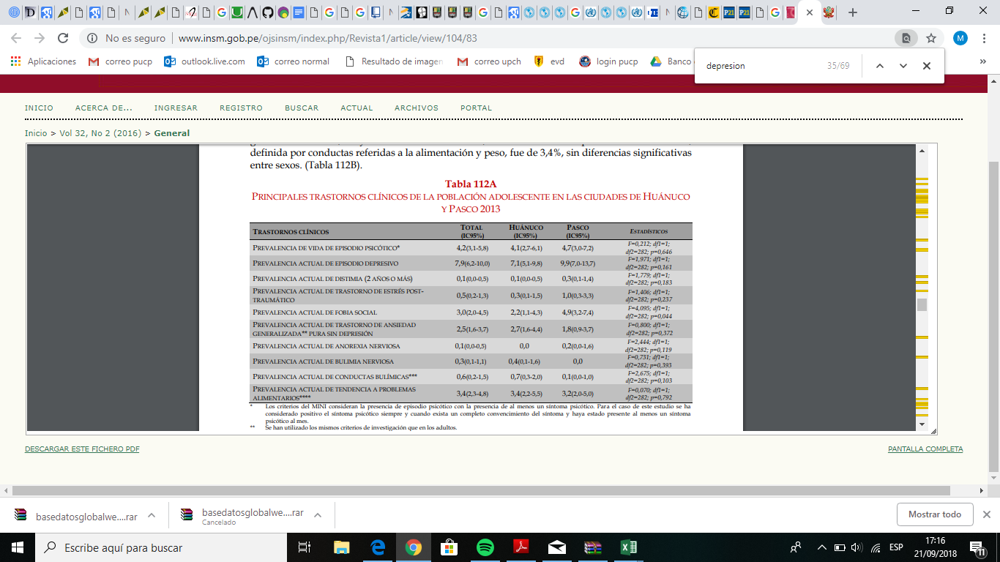 No es seguro | www.insm.gob.pe/ojsinsm/index.php/Revista1/article/view/104/83
M
Aplicaciones correo pucp outlook.live.com correo normal Resultado de imagen correo upch evd login pucp Banco »
depresion 35/69
INICIO ACERCA DE... INGRESAR REGISTRO BUSCAR ACTUAL ARCHIVOS PORTAL
Inicio > Vol 32, No 2 (2016) > General
definida por conductas referidas a la alimentación y peso, fue de 3,4%, sin diferencias significativas
entre sexos. (Tabla 112B).
Tabla 112A
PRINCIPALES TRASTORNOS CLÍNICOS DE LA POBLACIÓN ADOLESCENTE EN LAS CIUDADES DE HUÁNUCO
Y PASCO 2013
TRASTORNOS CLÍNICOS TOTAL (IC95%) HUÁNUCO (IC95%) PASCO (IC95%) ESTADÍSTICOS
PREVALENCIA DE VIDA DE EPISODIO PSICÓTICO* 4,2(3,1-5,8) 4,1(2,7-6,1) 4,7(3,0-7,2) F=0,212; df1=1; df2=282; p=0,646
PREVALENCIA ACTUAL DE EPISODIO DEPRESIVO 7,9(6,2-10,0) 7,1(5,1-9,8) 9,9(7,0-13,7) F=1,971; df1=1; df2=282; p=0,161
PREVALENCIA ACTUAL DE DISTIMIA (2 AÑOS O MÁS) 0,1(0,0-0,5) 0,1(0,0-0,5) 0,3(0,1-1,4) F=1,779; df1=1; df2=282; p=0,183
PREVALENCIA ACTUAL DE TRASTORNO DE ESTRÉS POST-TRAUMÁTICO 0,5(0,2-1,3) 0,3(0,1-1,5) 1,0(0,3-3,3) F=1,406; df1=1; df2=282; p=0,237
PREVALENCIA ACTUAL DE FOBIA SOCIAL 3,0(2,0-4,5) 2,2(1,1-4,3) 4,9(3,2-7,4) F=4,095; df1=1; df2=282; p=0,044
PREVALENCIA ACTUAL DE TRASTORNO DE ANSIEDAD GENERALIZADA** PURA SIN DEPRESIÓN 2,5(1,6-3,7) 2,7(1,6-4,4) 1,8(0,9-3,7) F=0,800; df1=1; df2=282; p=0,372
PREVALENCIA ACTUAL DE ANOREXIA NERVIOSA 0,1(0,0-0,5) 0,0 0,2(0,0-1,6) F=2,444; df1=1; df2=282; p=0,119
PREVALENCIA ACTUAL DE BULIMIA NERVIOSA 0,3(0,1-1,1) 0,4(0,1-1,6) 0,0 F=0,731; df1=1; df2=282; p=0,393
PREVALENCIA ACTUAL DE CONDUCTAS BULÍMICAS*** 0,6(0,2-1,5) 0,7(0,3-2,0) 0,1(0,0-1,0) F=2,675; df1=1; df2=282; p=0,103
PREVALENCIA ACTUAL DE TENDENCIA A PROBLEMAS ALIMENTARIOS**** 3,4(2,3-4,8) 3,4(2,2-5,5) 3,2(2,0-5,0) F=0,070; df1=1; df2=282; p=0,792
* Los criterios del MINI consideran la presencia de episodio psicótico con la presencia de al menos un síntoma psicótico. Para el caso de este estudio se ha
considerado positivo el síntoma psicótico siempre y cuando exista un completo convencimiento del síntoma y haya estado presente al menos un síntoma
psicótico al mes.
** Se han utilizado los mismos criterios de investigación que en los adultos.
DESCARGAR ESTE FICHERO PDF PANTALLA COMPLETA
basedatosglobalwe....rar basedatosglobalwe....rar Mostrar todo
Cancelado
Escribe aquí para buscar
ESP 17:16
21/09/2018 11